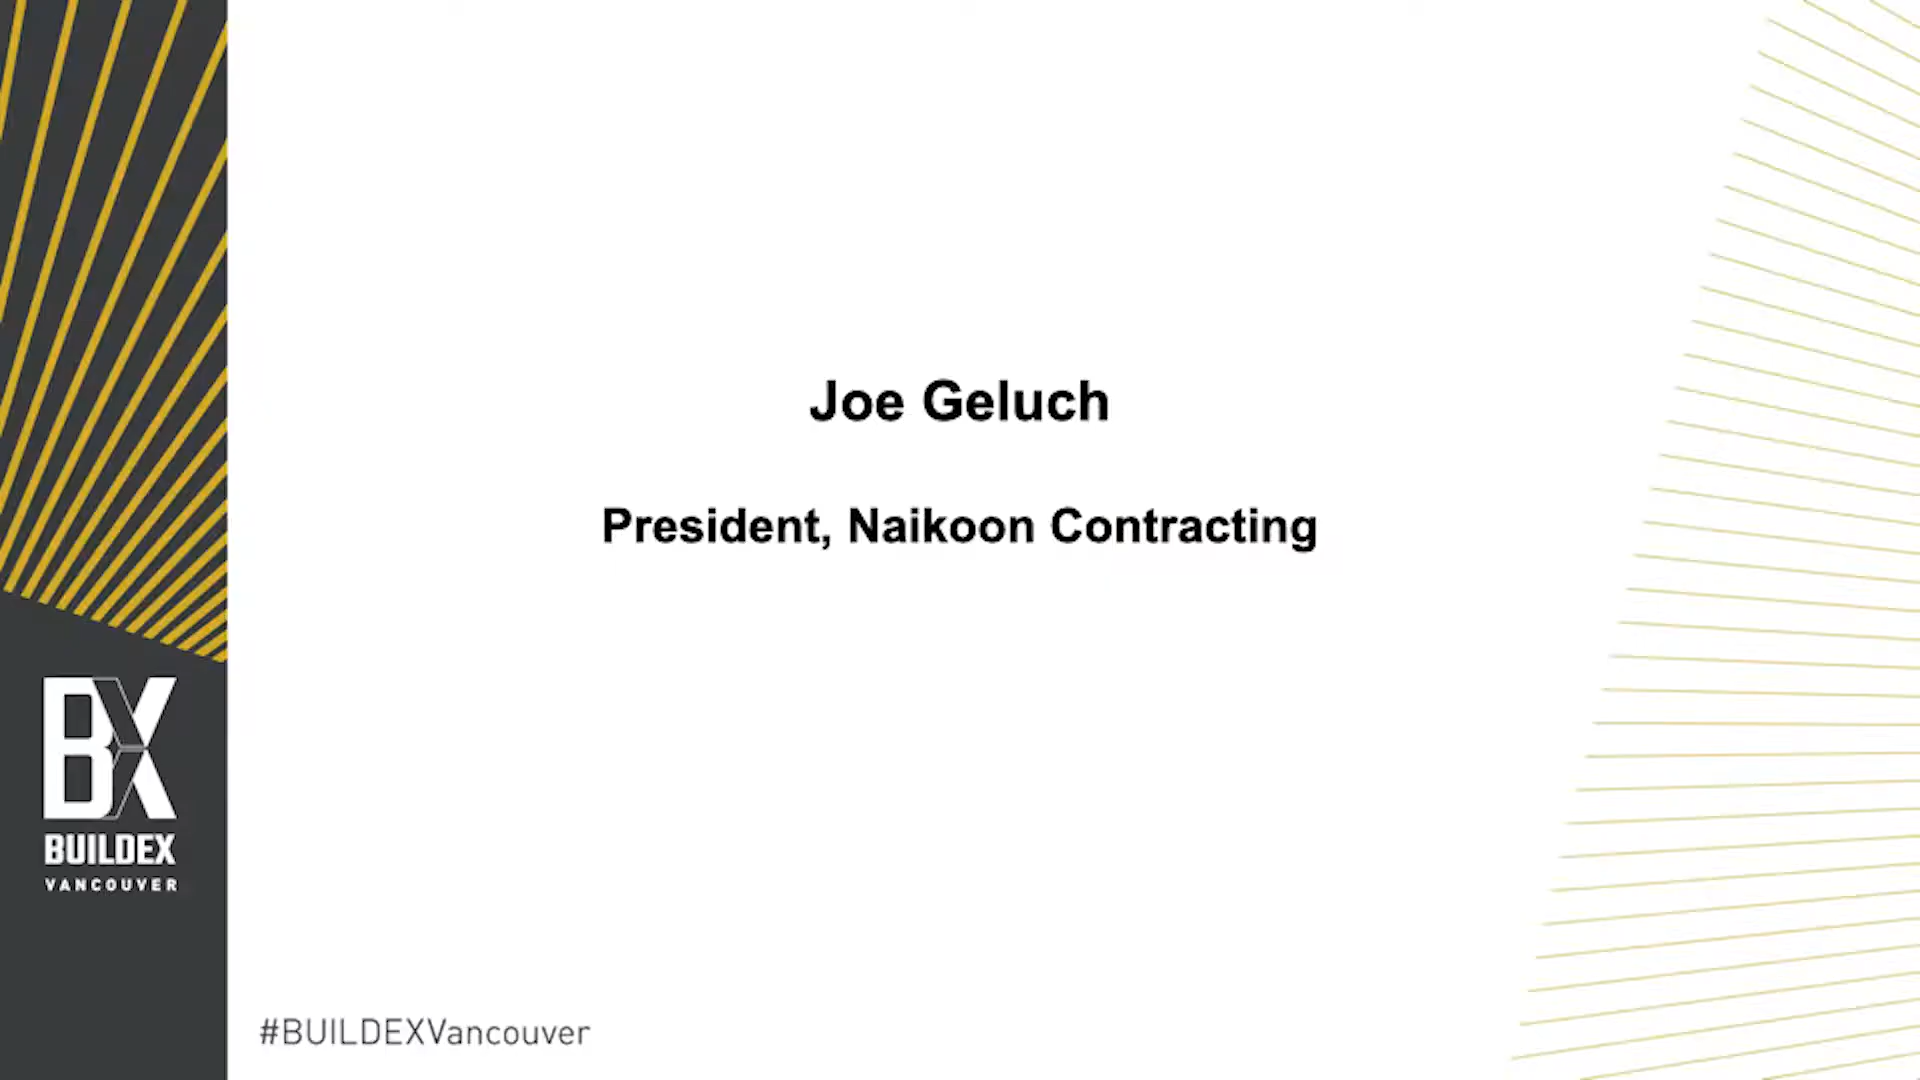 Joe Geluch
President, Naikoon Contracting
BX
BUILDEX
VANCOUVER
#BUILDEXVancouver